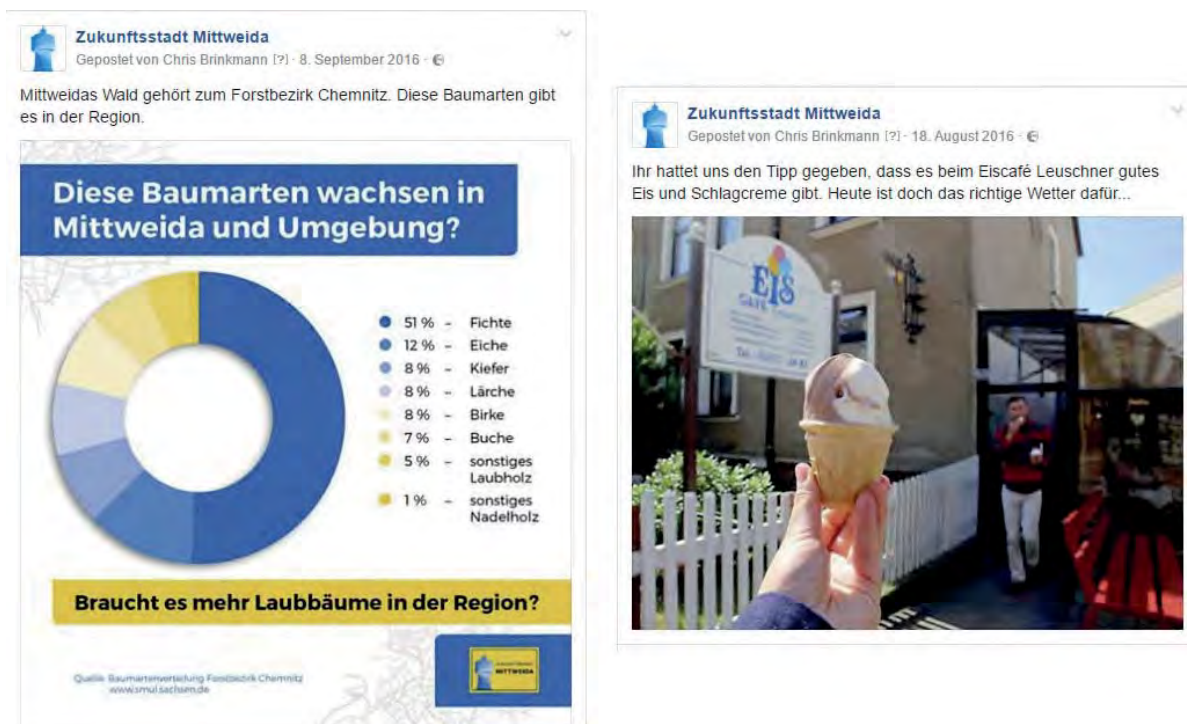 Zukunftsstadt Mittweida
Gepostet von Chris Brinkmann [?] · 8. September 2016 ·
Mittweidas Wald gehört zum Forstbezirk Chemnitz. Diese Baumarten gibt
es in der Region.
Diese Baumarten wachsen in
Mittweida und Umgebung?
51 % – Fichte
12 % – Eiche
8 % – Kiefer
8 % – Lärche
8 % – Birke
7 % – Buche
5 % – sonstiges
Laubholz
1 % – sonstiges
Nadelholz
Braucht es mehr Laubbäume in der Region?
MITTWEIDA
Quelle: Baumartenverteilung Forstbezirk Chemnitz
www.smul.sachsen.de
Zukunftsstadt Mittweida
Gepostet von Chris Brinkmann [?] · 18. August 2016 ·
Ihr hattet uns den Tipp gegeben, dass es beim Eiscafé Leuschner gutes
Eis und Schlagcreme gibt. Heute ist doch das richtige Wetter dafür...
EIS
CAFÉ